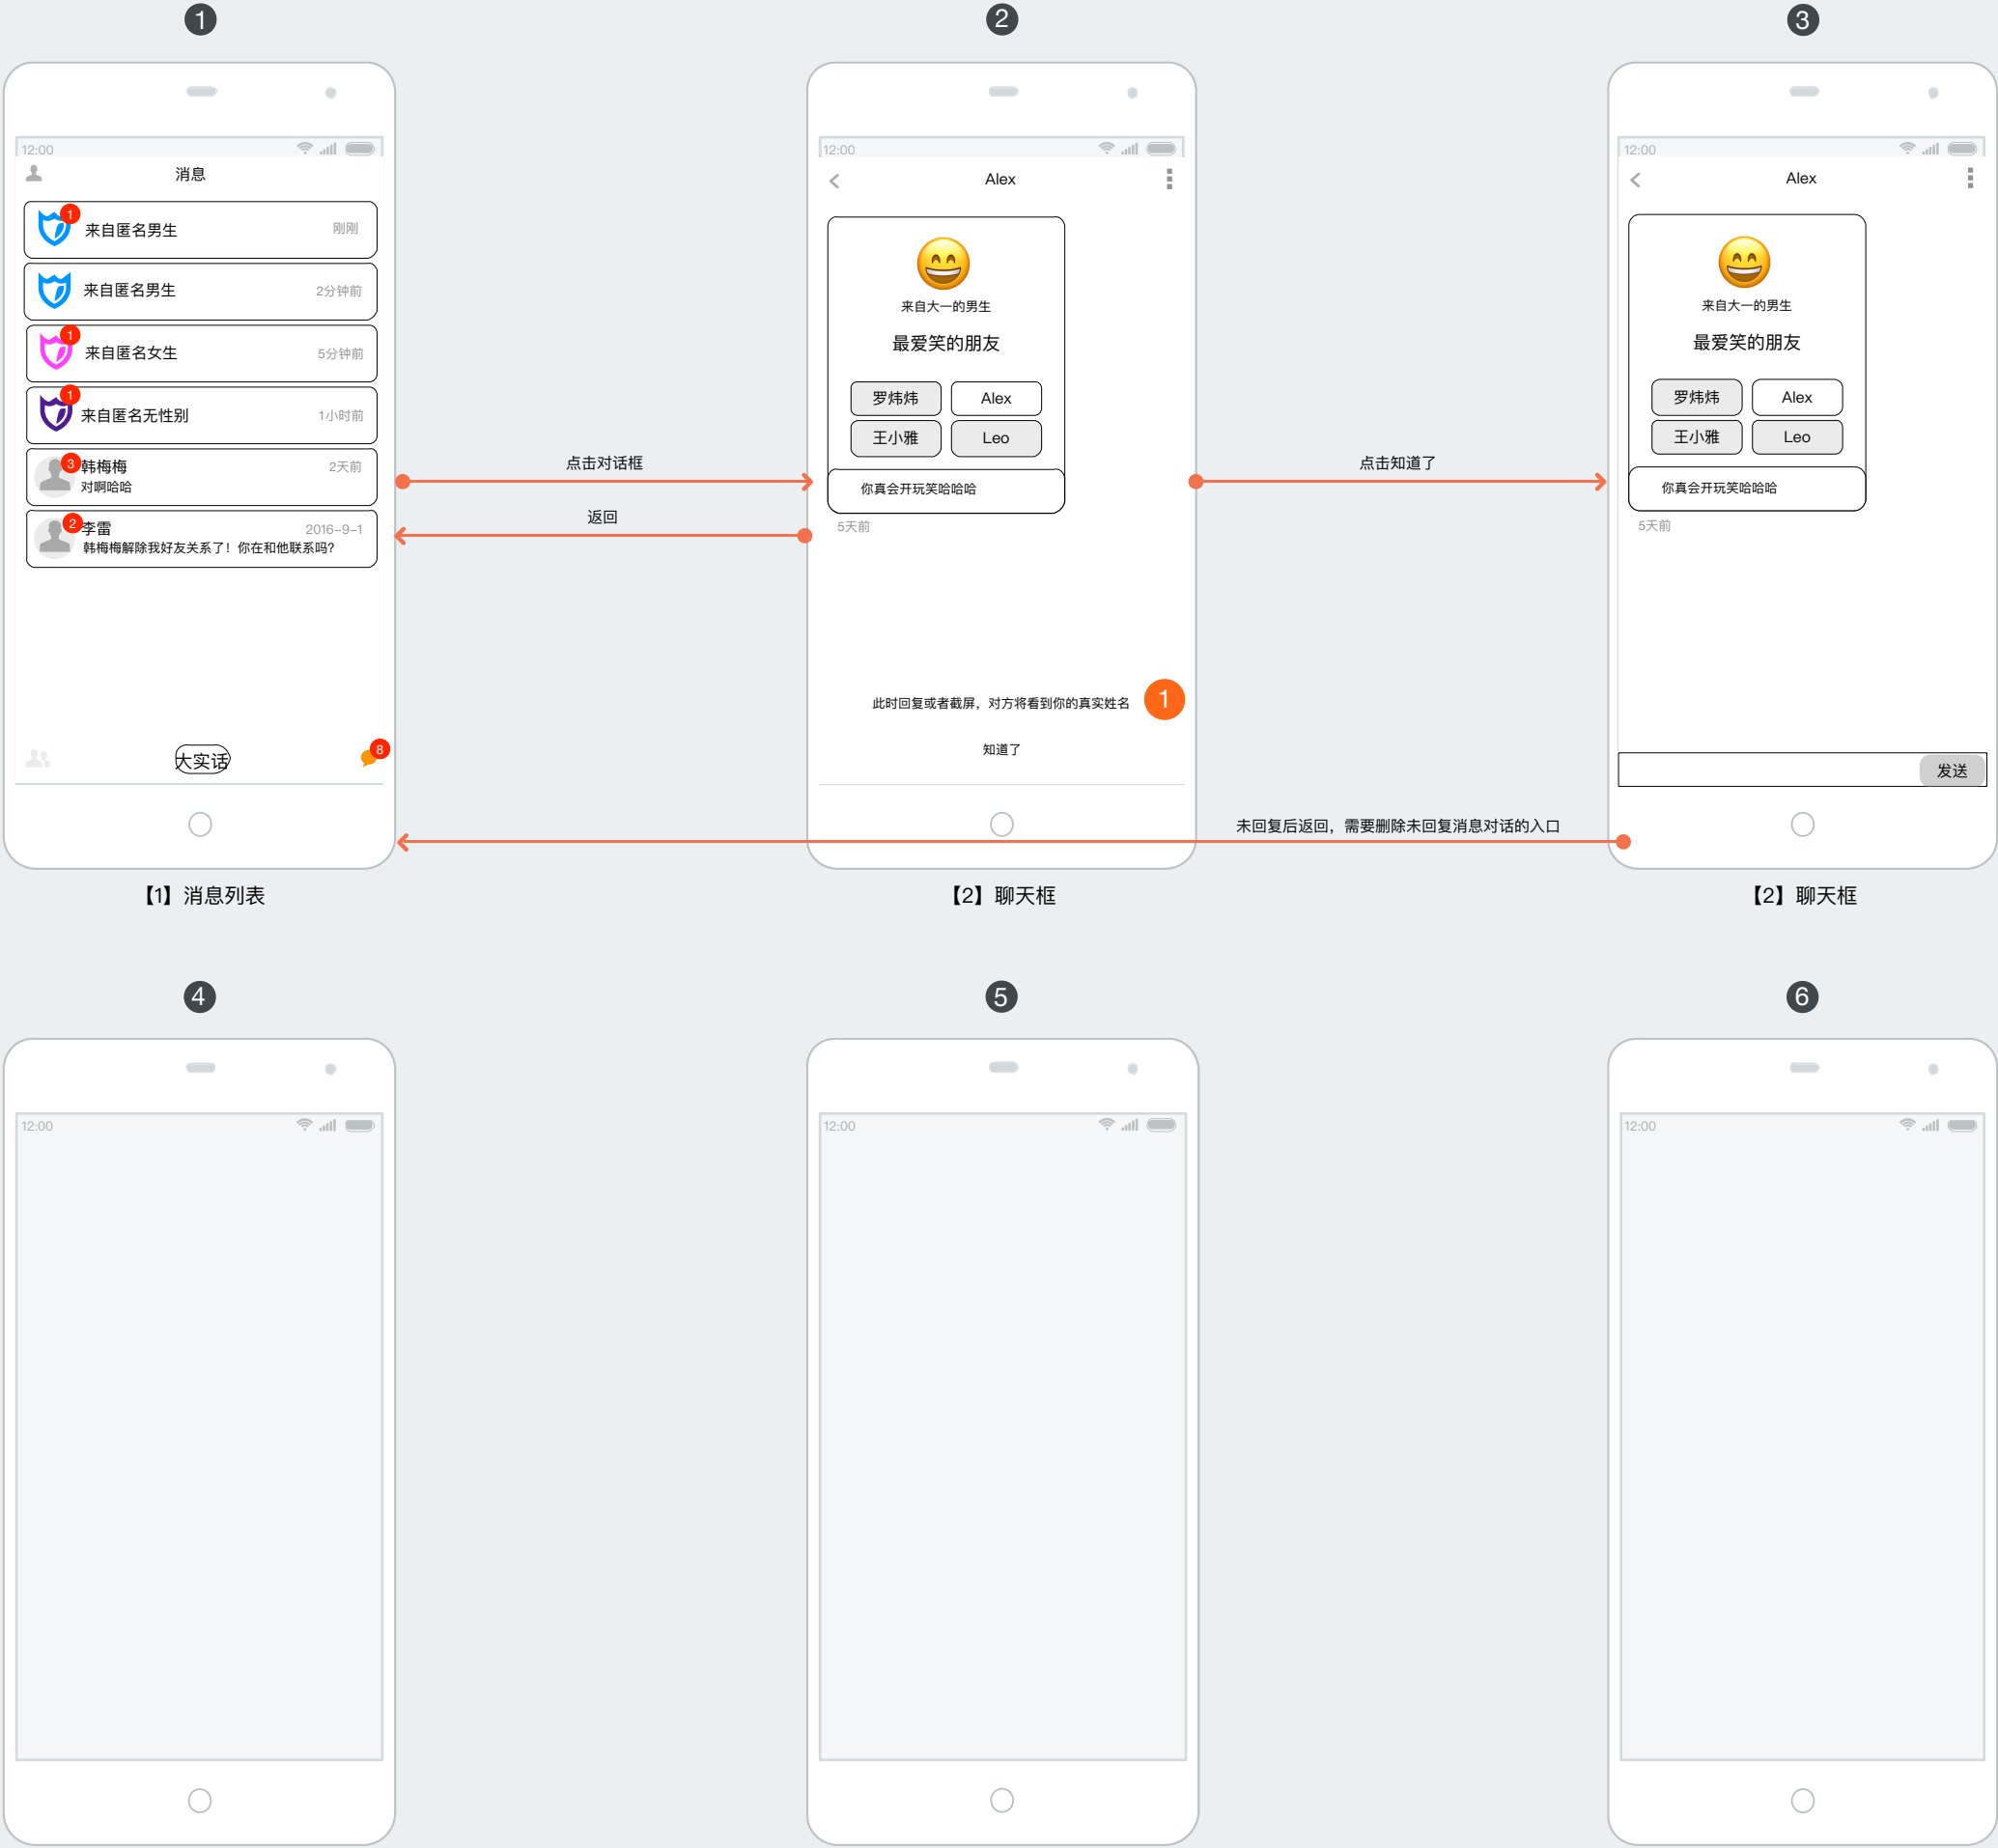 1
2
3
12:00
消息
1
来自匿名男生
刚刚
来自匿名男生
2分钟前
1
来自匿名女生
5分钟前
1
来自匿名无性别
1小时前
3
韩梅梅
2天前
对啊哈哈
2
李雷
2016-9-1
韩梅梅解除我好友关系了！你在和他联系吗?
大实话
8
【1】消息列表
点击对话框
返回
12:00
Alex
来自大一的男生
最爱笑的朋友
罗炜炜
Alex
王小雅
Leo
你真会开玩笑哈哈哈
5天前
此时回复或者截屏，对方将看到你的真实姓名
1
知道了
【2】聊天框
点击知道了
未回复后返回，需要删除未回复消息对话的入口
12:00
Alex
来自大一的男生
最爱笑的朋友
罗炜炜
Alex
王小雅
Leo
你真会开玩笑哈哈哈
5天前
发送
【2】聊天框
4
5
6
12:00
12:00
12:00